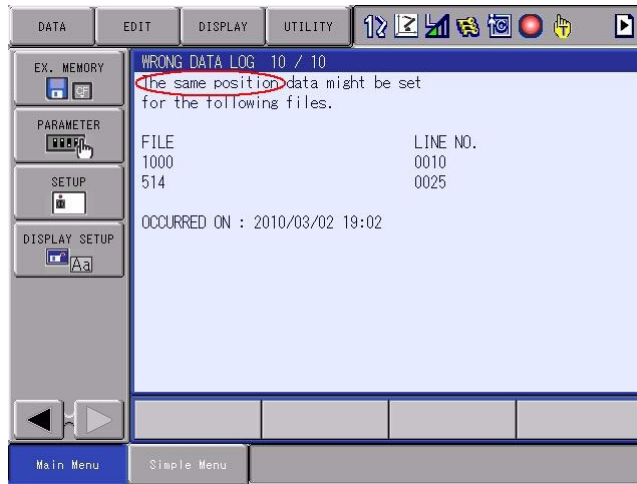 DATA
EDIT
DISPLAY
UTILITY
EX. MEMORY
CF
PARAMETER
SETUP
DISPLAY SETUP
Aa
WRONG DATA LOG 10 / 10
The same position data might be set
for the following files.
FILE LINE NO.
1000 0010
514 0025
OCCURRED ON : 2010/03/02 19:02
Main Menu
Simple Menu